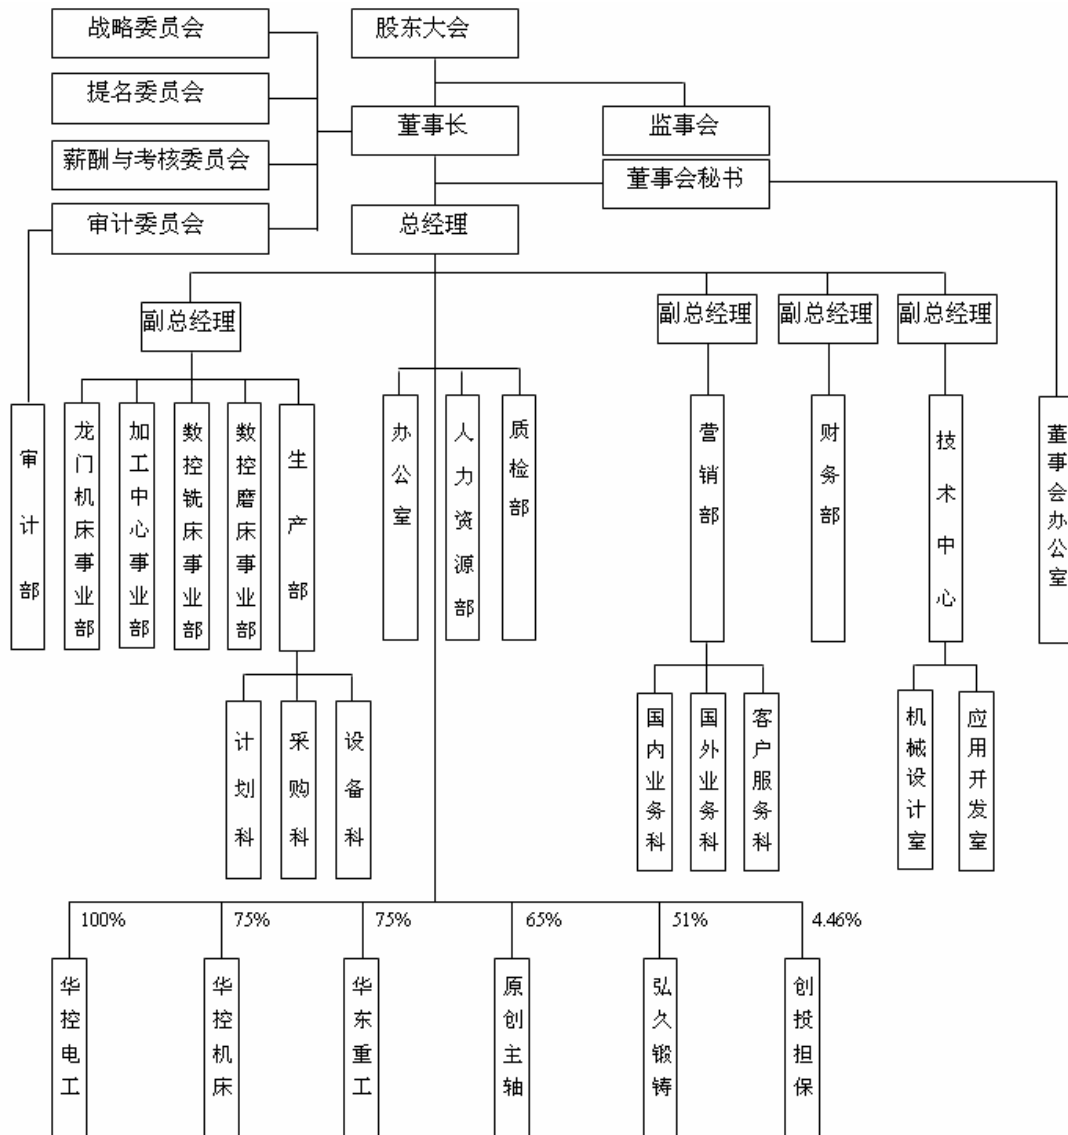 战略委员会
股东大会
提名委员会
董事长
监事会
薪酬与考核委员会
董事会秘书
审计委员会
总经理
副总经理
副总经理
副总经理
副总经理
审计部
龙门机床事业部
加工中心事业部
数控铣床事业部
数控磨床事业部
生产部
办公室
人力资源部
质检部
营销部
财务部
技术中心
董事会办公室
计划科
采购科
设备科
国内业务科
国外业务科
客户服务科
机械设计室
应用开发室
100%
75%
75%
65%
51%
4.46%
华控电工
华控机床
华东重工
原创主轴
弘久锻铸
创投担保